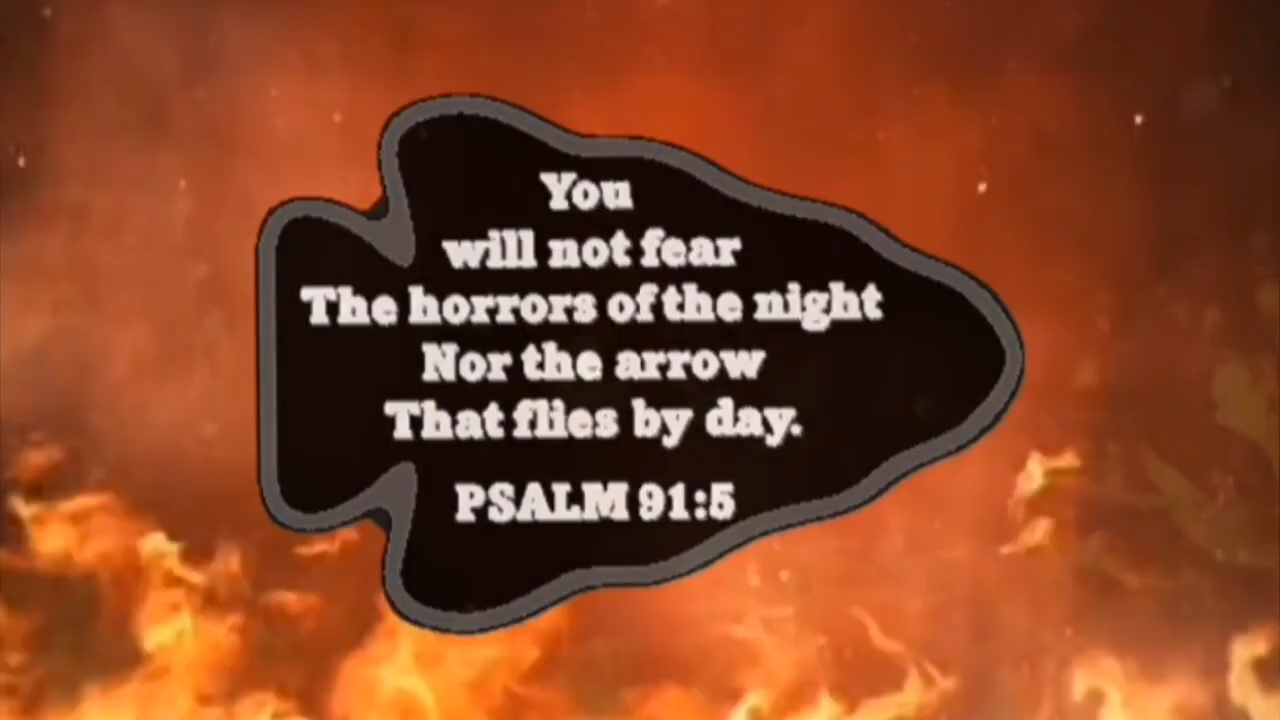 You
will not fear
The horrors of the night
Nor the arrow
That flies by day.
PSALM 91:5